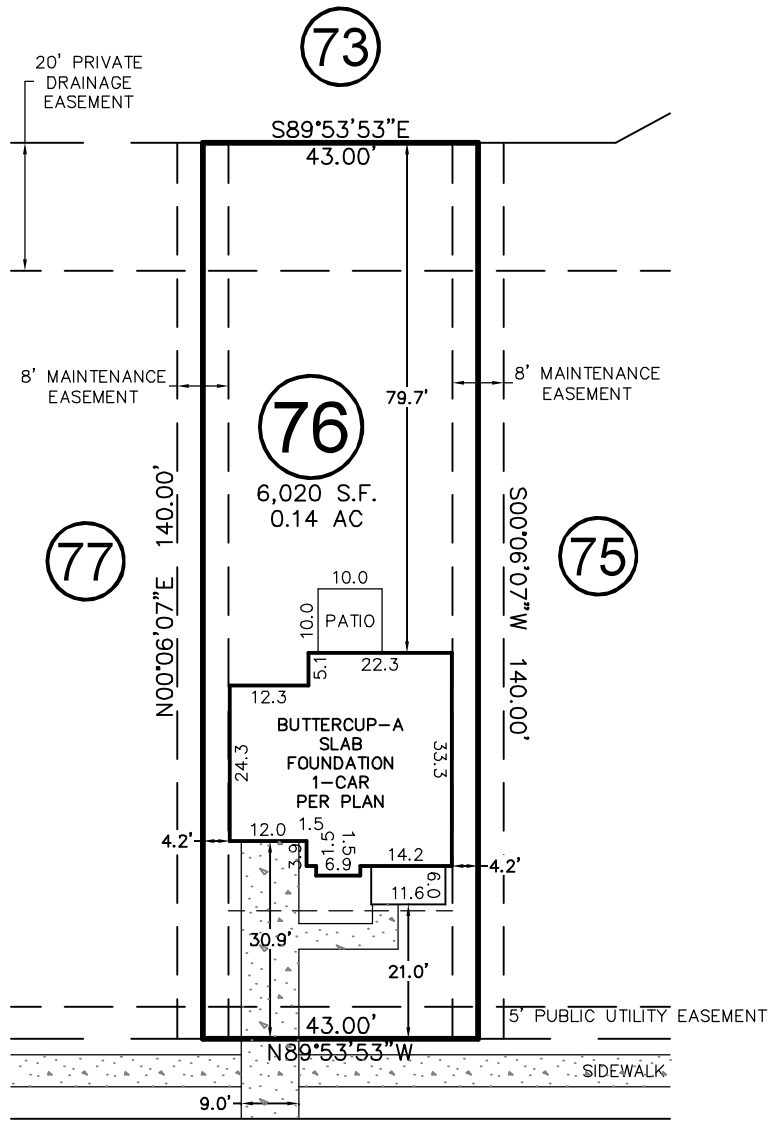 73
20' PRIVATE
DRAINAGE
EASEMENT
S89°53'53"E
43.00'
79.7'
8' MAINTENANCE
EASEMENT
8' MAINTENANCE
EASEMENT
76
6,020 S.F.
0.14 AC
N00°06'07"E 140.00'
S00°06'07"W 140.00'
77
75
10.0
10.0
PATIO
5.1
22.3
12.3
BUTTERCUP-A
SLAB
FOUNDATION
1-CAR
PER PLAN
24.3
33.3
4.2'
12.0
1.5
3.9
1.5
1.5
6.9
14.2
4.2'
11.6
6.0
30.9'
21.0'
5' PUBLIC UTILITY EASEMENT
43.00'
N89°53'53"W
SIDEWALK
9.0'